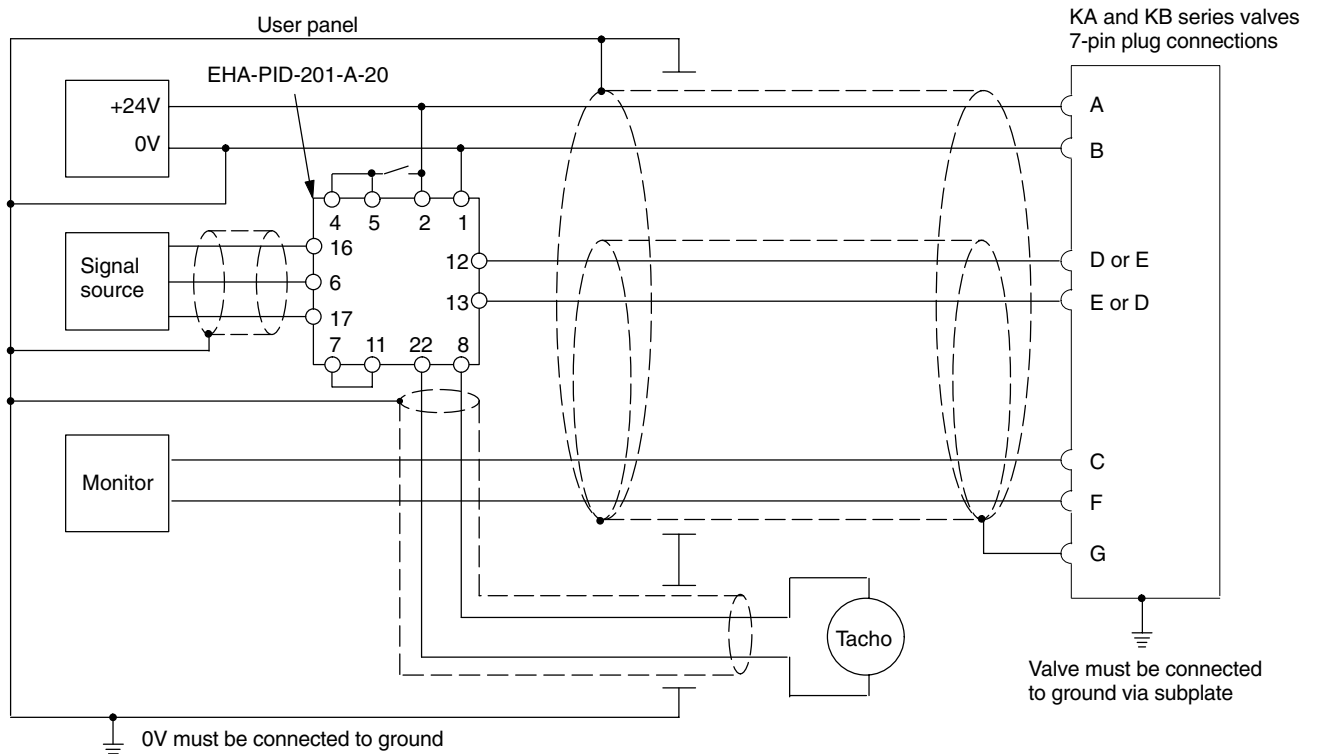 KA and KB series valves
7-pin plug connections
User panel
EHA-PID-201-A-20
+24V
0V
A
B
4 5 2 1
Signal
source
16
6
17
12
13
D or E
E or D
7 11 22 8
Monitor
C
F
G
Tacho
Valve must be connected
to ground via subplate
0V must be connected to ground